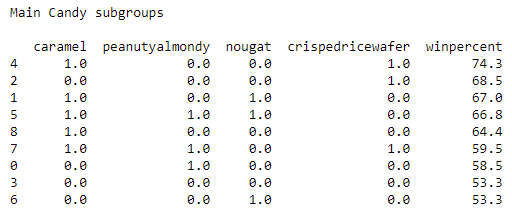 Main Candy subgroups
caramel peanutyalmondy nougat crispedricewafer winpercent
4 1.0 0.0 0.0 1.0 74.3
2 0.0 0.0 0.0 1.0 68.5
1 1.0 0.0 1.0 0.0 67.0
5 1.0 1.0 1.0 0.0 66.8
8 1.0 0.0 0.0 0.0 64.4
7 1.0 1.0 0.0 1.0 59.5
0 0.0 1.0 0.0 0.0 58.5
3 0.0 0.0 0.0 0.0 53.3
6 0.0 0.0 1.0 0.0 53.3